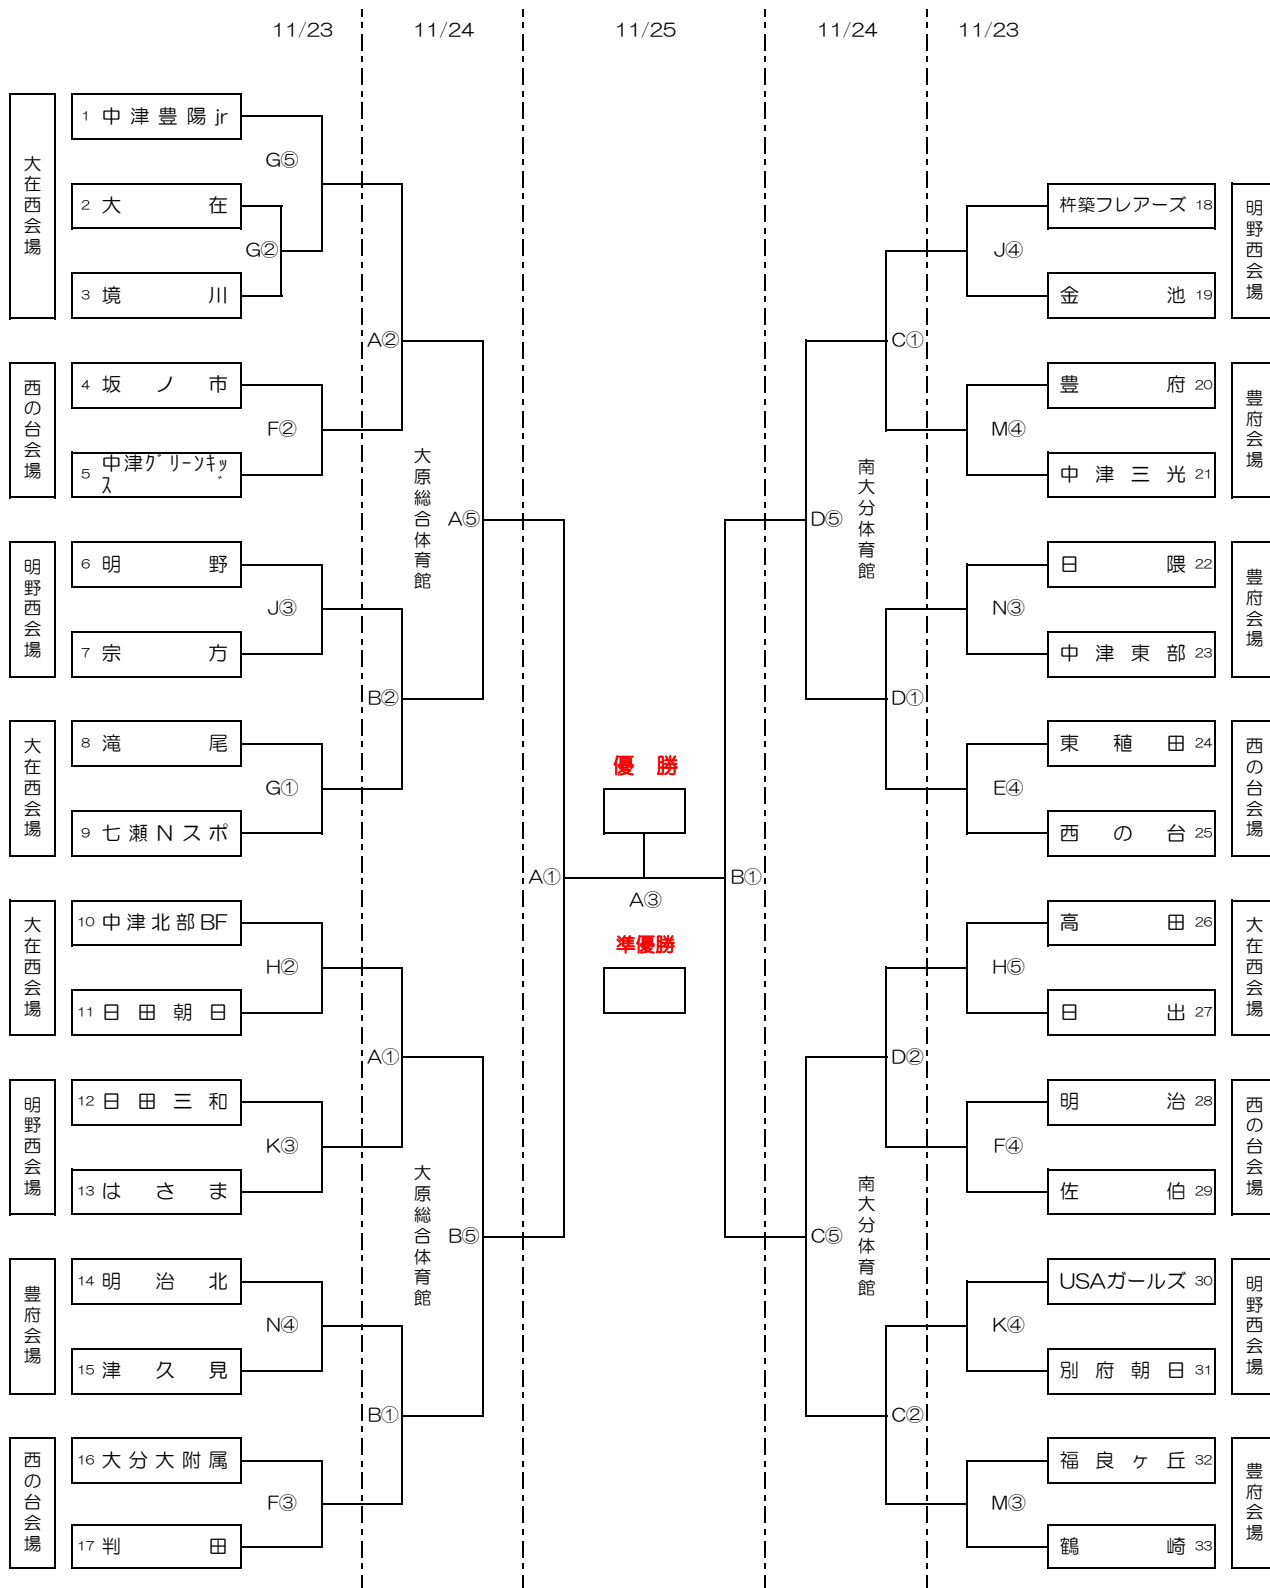 11/23
11/24
11/25
11/24
11/23
大在西会場
1 中津豊陽jr
G⑤
2 大在
G②
3 境川
A②
西の台会場
4 坂ノ市
F②
5 中津グリーンキッズ
大原総合体育館
A⑤
明野西会場
6 明野
J③
7 宗方
B②
大在西会場
8 滝尾
G①
9 七瀬Nスポ
A①
大在西会場
10 中津北部BF
H②
11 日田朝日
A①
明野西会場
12 日田三和
K③
13 はさま
大原総合体育館
B⑤
豊府会場
14 明治北
N④
15 津久見
B①
西の台会場
16 大分大附属
F③
17 判田
優勝
A③
準優勝
杵築フレアーズ 18
J④
金池 19
明野西会場
C①
豊府 20
M④
中津三光 21
豊府会場
D⑤
南大分体育館
日隈 22
N③
中津東部 23
豊府会場
D①
東稙田 24
E④
西の台 25
西の台会場
B①
高田 26
H⑤
日出 27
大在西会場
D②
明治 28
F④
佐伯 29
西の台会場
C⑤
南大分体育館
USAガールズ 30
K④
別府朝日 31
明野西会場
C②
福良ヶ丘 32
M③
鶴崎 33
豊府会場